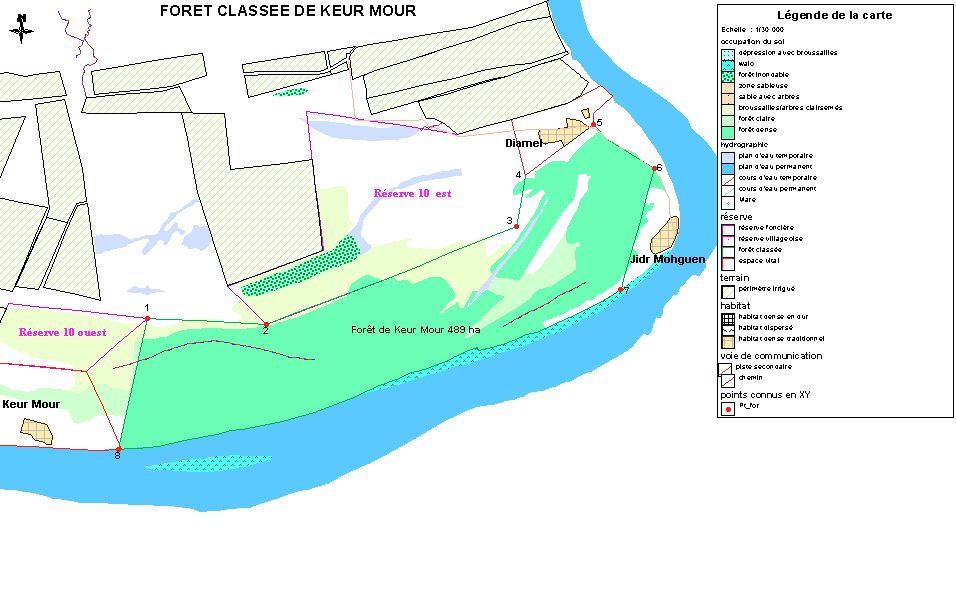 FORET CLASSEE DE KEUR MOUR
N
Diamel
5
6
4
Réserve 10 est
3
Jidr Mohguen
7
1
2
Réserve 10 ouest
Forêt de Keur Mour 489 ha
Keur Mour
8
Légende de la carte
Echelle : 1/30 000
occupation du sol
dépression avec broussailles
walo
forêt inondable
zone sableuse
sable avec arbres
broussailles/arbres clairsemés
forêt claire
forêt dense
hydrographie
plan d'eau temporaire
plan d'eau permanent
cours d'eau temporaire
cours d'eau permanent
Mare
réserve
réserve foncière
réserve villageoise
forêt classée
espace vital
terrain
périmètre irrigué
habitat
habitat dense en dur
habitat dispersé
habitat dense traditionnel
voie de communication
piste secondaire
chemin
points connus en XY
Pt_for